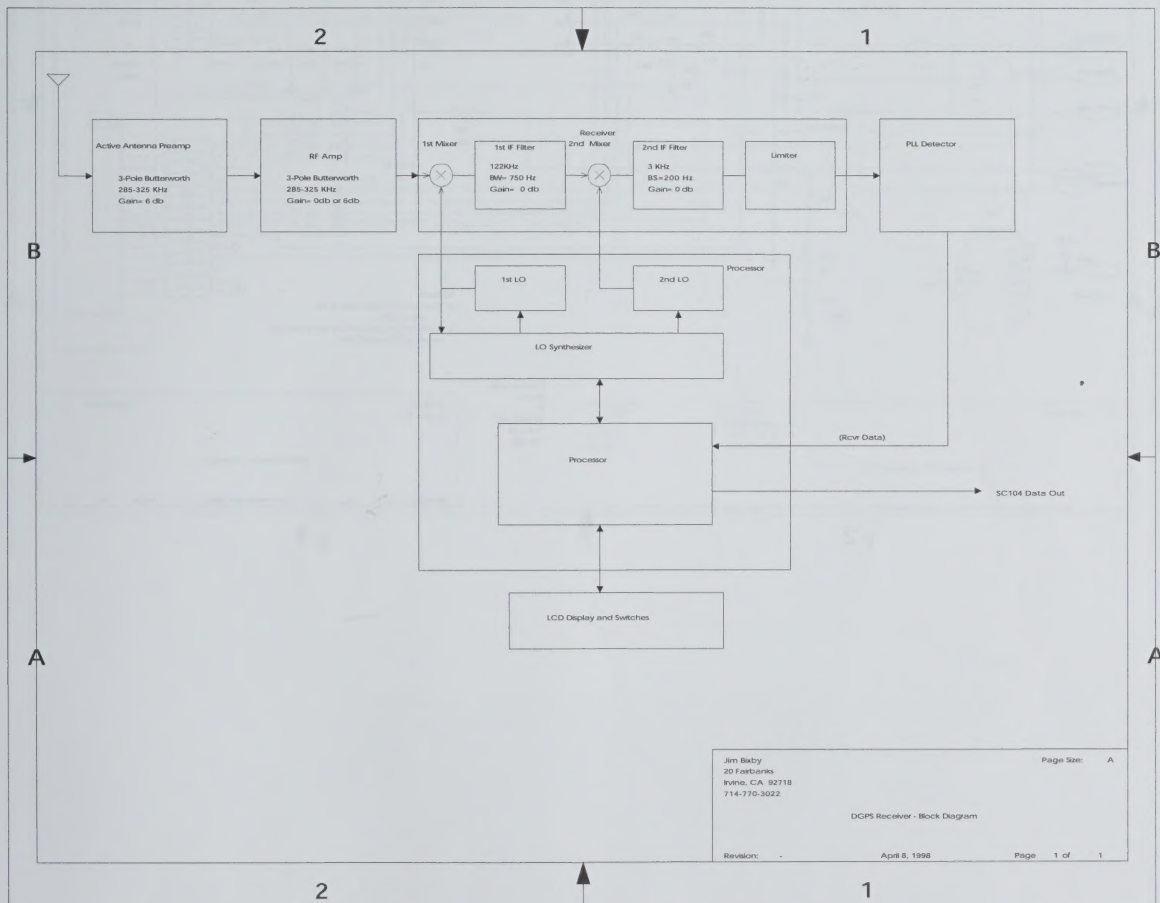 2 1
Active Antenna Preamp
3-Pole Butterworth
285-325 KHz
Gain= 6 db
RF Amp
3-Pole Butterworth
285-325 KHz
Gain= 0db or 6db
Receiver
1st Mixer
1st IF Filter
122KHz
BW= 750 Hz
Gain= 0 db
2nd Mixer
2nd IF Filter
3 KHz
BS=200 Hz
Gain= 0 db
Limiter
PLL Detector
B B
Processor
1st LO
2nd LO
LO Synthesizer
(Rcvr Data)
Processor
SC104 Data Out
LCD Display and Switches
A A
Jim Bixby Page Size: A
20 Fairbanks
Irvine, CA 92718
714-770-3022
DGPS Receiver - Block Diagram
Revision: - April 8, 1998 Page 1 of 1
2 1